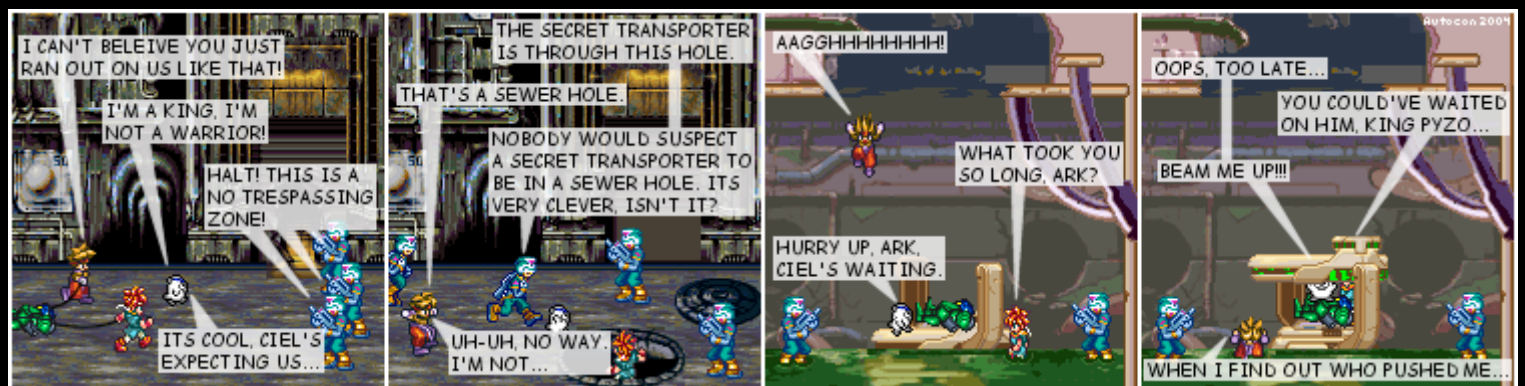 I CAN'T BELEIVE YOU JUST
RAN OUT ON US LIKE THAT!
I'M A KING, I'M
NOT A WARRIOR!
HALT! THIS IS A
NO TRESPASSING
ZONE!
ITS COOL, CIEL'S
EXPECTING US...
THE SECRET TRANSPORTER
IS THROUGH THIS HOLE.
THAT'S A SEWER HOLE.
NOBODY WOULD SUSPECT
A SECRET TRANSPORTER TO
BE IN A SEWER HOLE. ITS
VERY CLEVER, ISN'T IT?
UH-UH, NO WAY.
I'M NOT...
AAGGHHHHHHHH!
WHAT TOOK YOU
SO LONG, ARK?
HURRY UP, ARK,
CIEL'S WAITING.
Autocon 2004
OOPS, TOO LATE...
YOU COULD'VE WAITED
ON HIM, KING PYZO...
BEAM ME UP!!!
WHEN I FIND OUT WHO PUSHED ME...